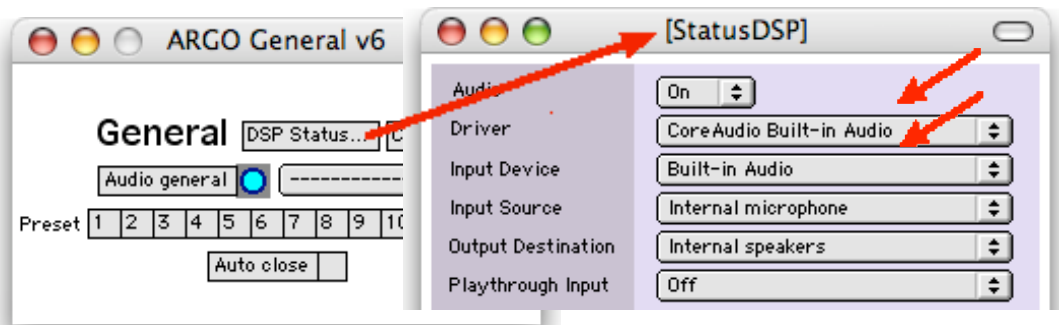 ARGO General v6
General DSP Status...
Audio general ---------------
Preset 1 2 3 4 5 6 7 8 9 10
Auto close
[StatusDSP]
Audio On
Driver CoreAudio Built-in Audio
Input Device Built-in Audio
Input Source Internal microphone
Output Destination Internal speakers
Playthrough Input Off